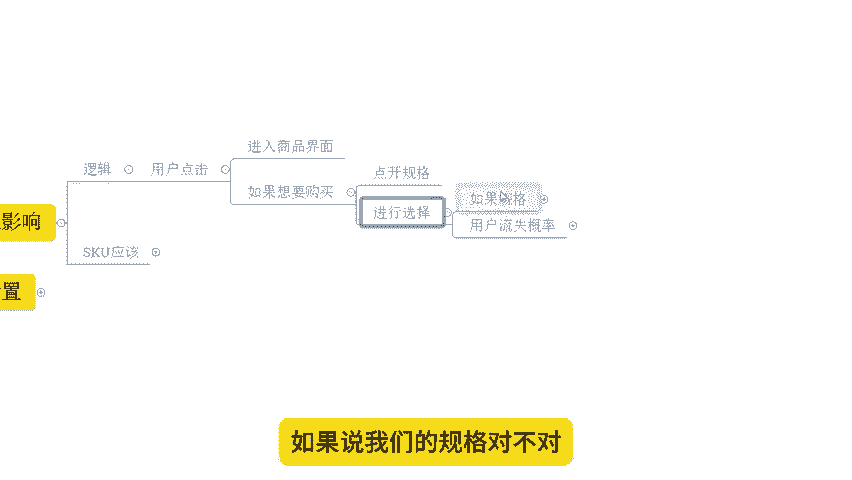 进入商品界面
逻辑
用户点击
点开规格
如果想要购买
如果规格
进行选择
影响
用户流失概率
SKU应该
置
如果说我们的规格对不对